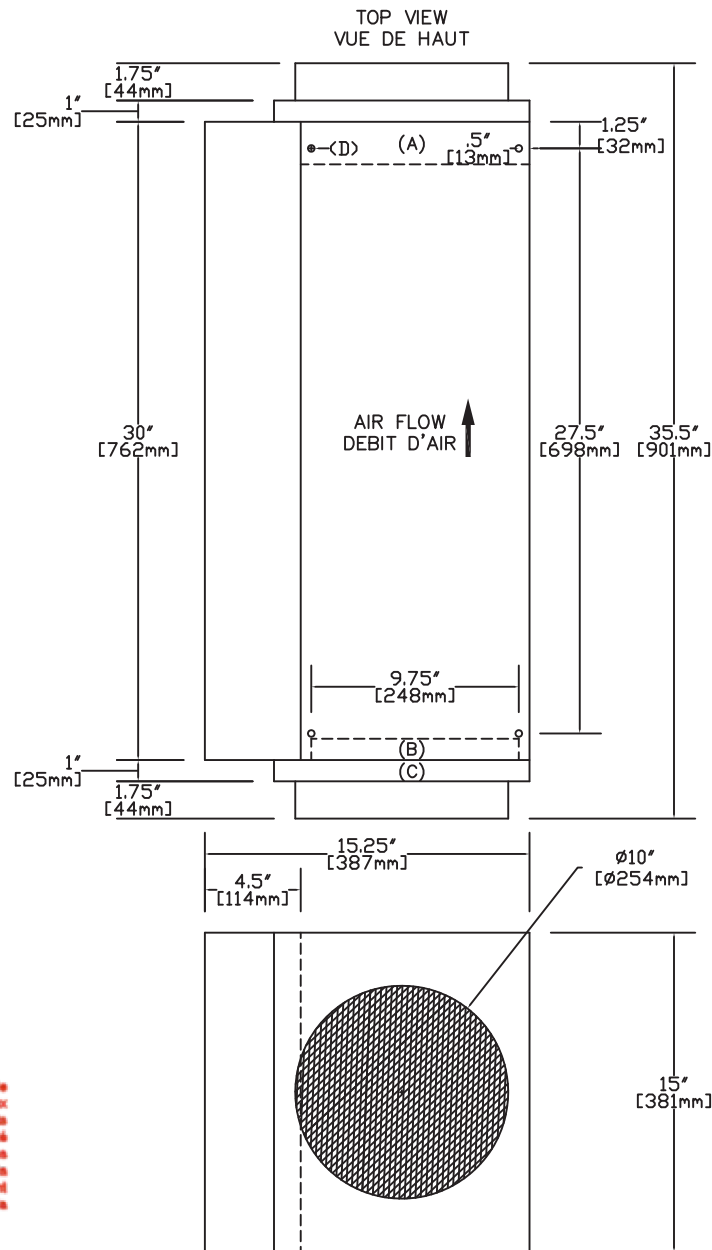 TOP VIEW
VUE DE HAUT
1.75"
[44mm]
1"
[25mm]
(D)
(A)
.5"
[13mm]
1.25"
[32mm]
30"
[762mm]
AIR FLOW
DEBIT D'AIR
27.5"
[698mm]
35.5"
[901mm]
9.75"
[248mm]
(B)
1"
[25mm]
(C)
1.75"
[44mm]
15.25"
[387mm]
4.5"
[114mm]
Ø10"
[Ø254mm]
15"
[381mm]